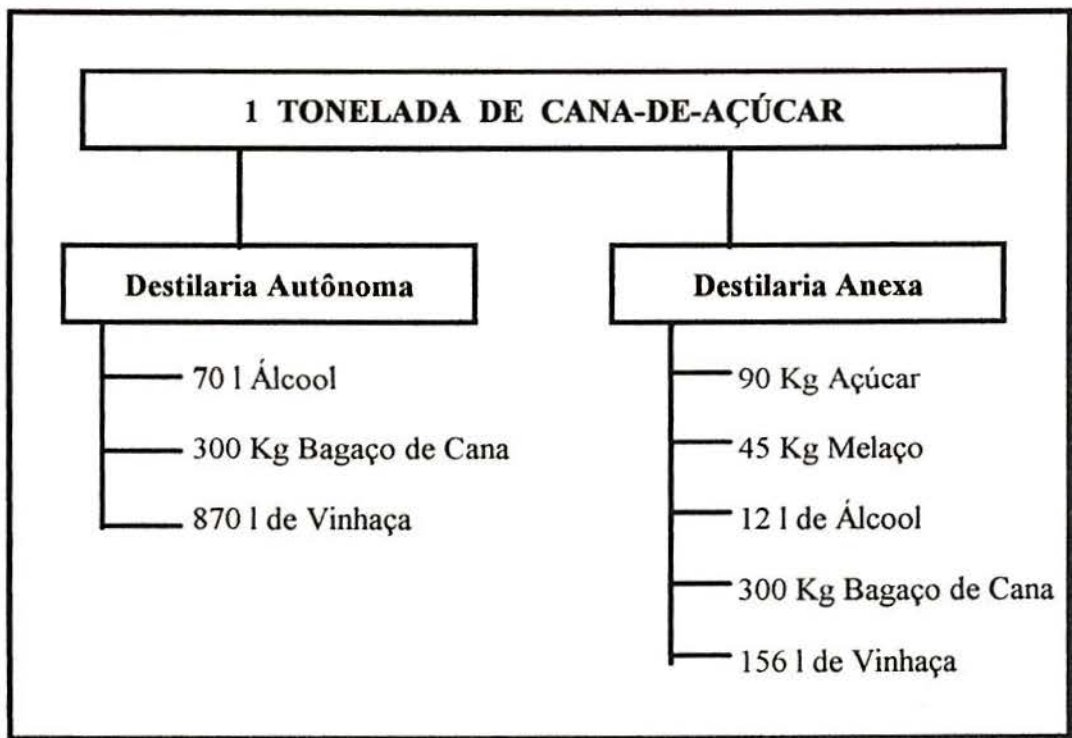 1 TONELADA DE CANA-DE-AÇÚCAR
Destilaria Autônoma
70 l Álcool
300 Kg Bagaço de Cana
870 l de Vinhaça
Destilaria Anexa
90 Kg Açúcar
45 Kg Melaço
12 l de Álcool
300 Kg Bagaço de Cana
156 l de Vinhaça